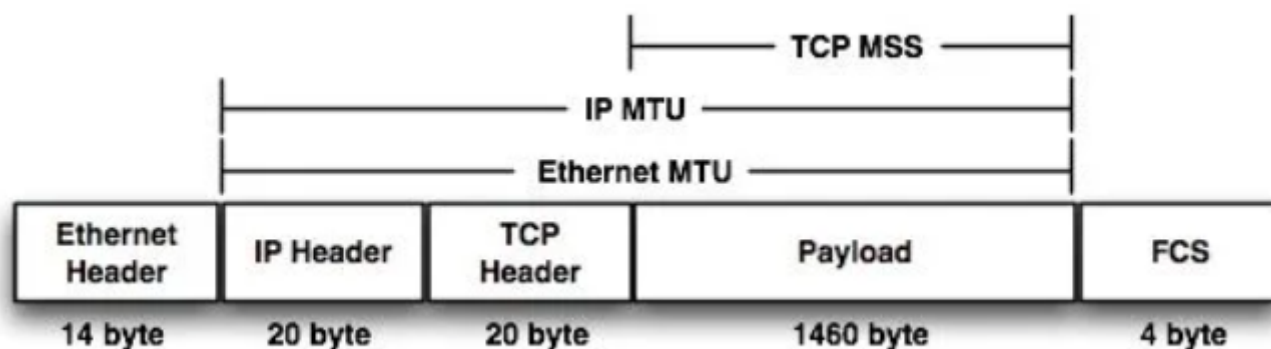 TCP MSS
IP MTU
Ethernet MTU
Ethernet
Header
IP Header
TCP
Header
Payload
FCS
14 byte
20 byte
20 byte
1460 byte
4 byte